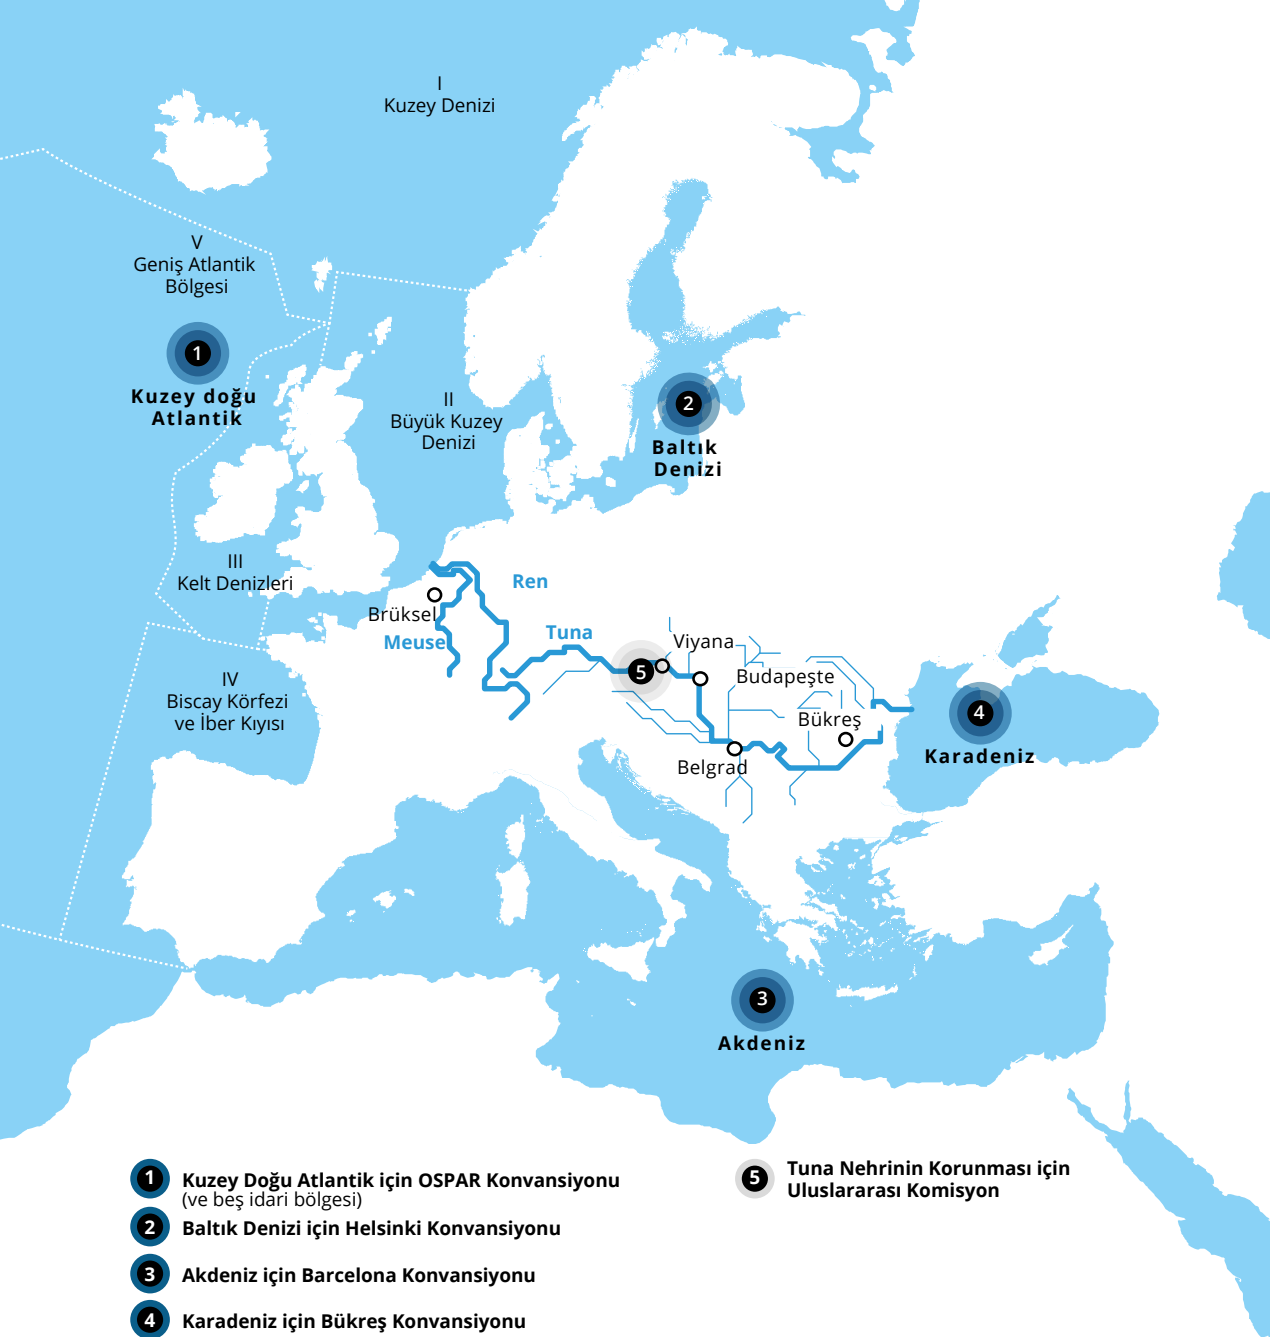 I
Kuzey Denizi
V
Geniş Atlantik
Bölgesi
1
Kuzey doğu
Atlantik
II
Büyük Kuzey
Denizi
2
Baltık
Denizi
III
Kelt Denizleri
Ren
Brüksel
Meuse
Tuna
Viyana
5
Budapeşte
IV
Biscay Körfezi
ve İber Kıyısı
Bükreş
4
Karadeniz
Belgrad
3
Akdeniz
1 Kuzey Doğu Atlantik için OSPAR Konvansiyonu
(ve beş idari bölgesi)
2 Baltık Denizi için Helsinki Konvansiyonu
3 Akdeniz için Barcelona Konvansiyonu
4 Karadeniz için Bükreş Konvansiyonu
5 Tuna Nehrinin Korunması için
Uluslararası Komisyon